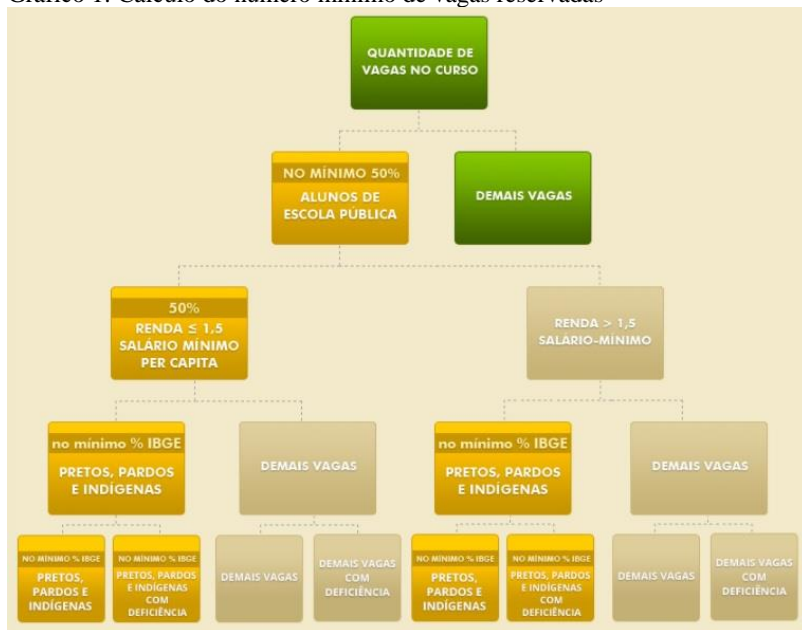 Gráfico 1: Cálculo do número mínimo de vagas reservadas
QUANTIDADE DE
VAGAS NO CURSO
NO MÍNIMO 50%
ALUNOS DE
ESCOLA PÚBLICA
DEMAIS VAGAS
50%
RENDA ≤ 1,5
SALÁRIO MÍNIMO
PER CAPITA
RENDA > 1,5
SALÁRIO-MÍNIMO
no mínimo % IBGE
PRETOS, PARDOS
E INDÍGENAS
DEMAIS VAGAS
no mínimo % IBGE
PRETOS, PARDOS
E INDÍGENAS
DEMAIS VAGAS
NO MÍNIMO % IBGE
PRETOS,
PARDOS E
INDÍGENAS
NO MÍNIMO % IBGE
PRETOS, PARDOS
E INDÍGENAS
COM
DEFICIÊNCIA
DEMAIS VAGAS
DEMAIS VAGAS
COM
DEFICIÊNCIA
NO MÍNIMO % IBGE
PRETOS,
PARDOS E
INDÍGENAS
NO MÍNIMO % IBGE
PRETOS, PARDOS
E INDÍGENAS
COM
DEFICIÊNCIA
DEMAIS VAGAS
DEMAIS VAGAS
COM
DEFICIÊNCIA